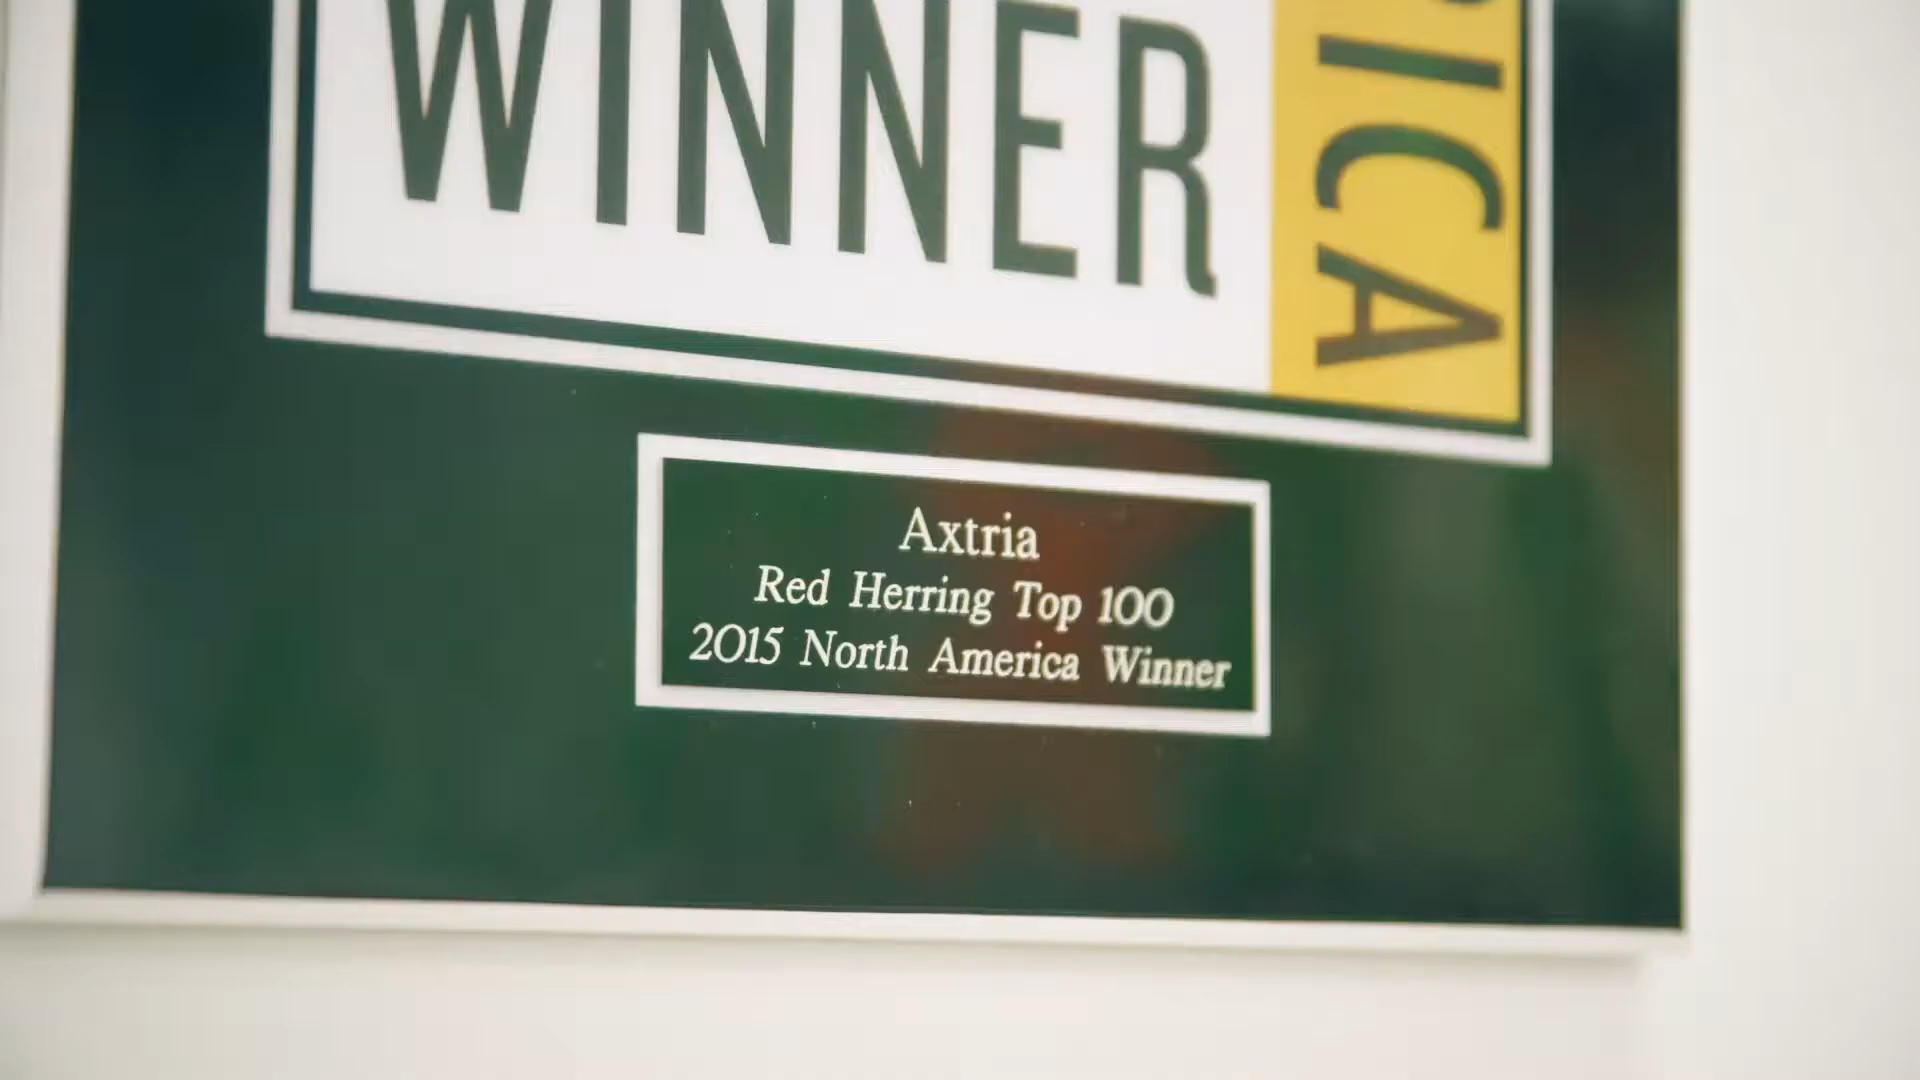 WINNER
ICA
Axtria
Red Herring Top 100
2015 North America Winner